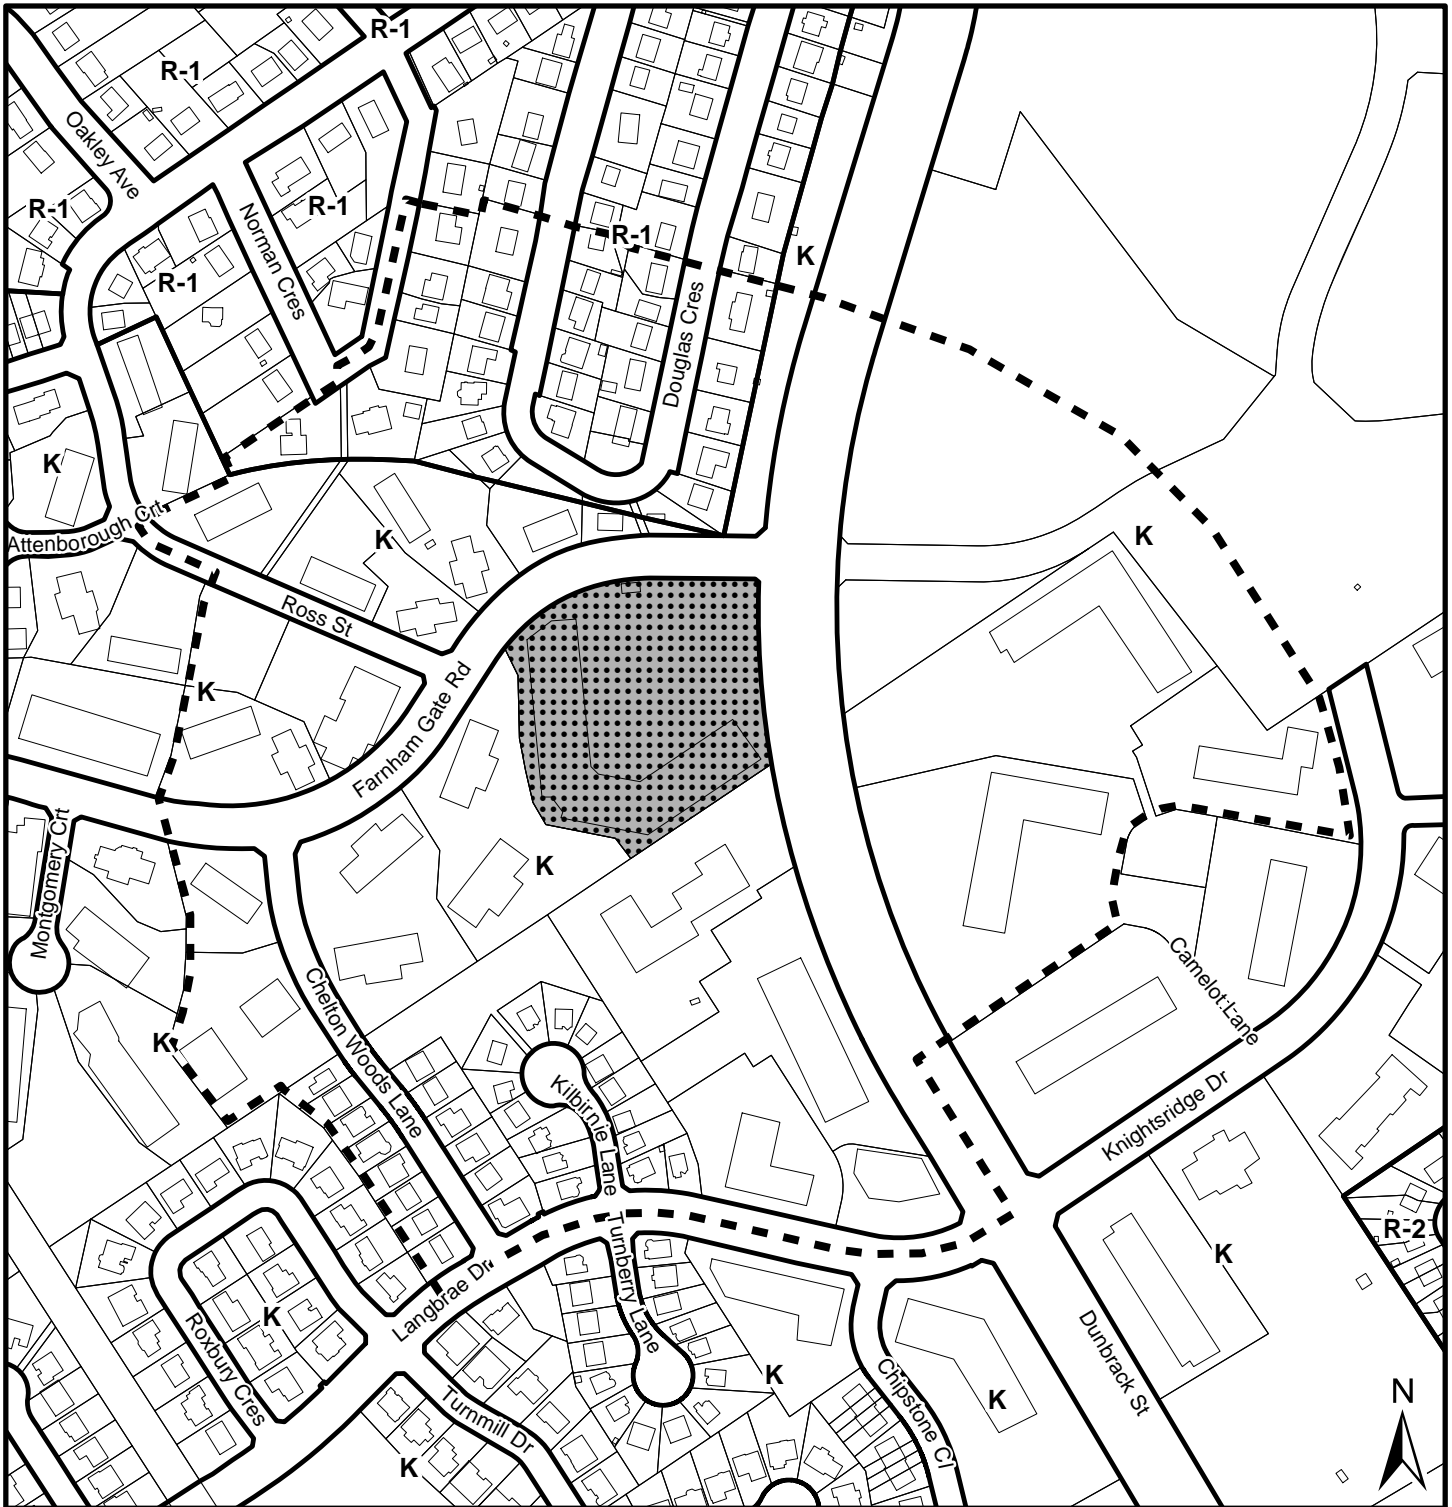 R-1
R-1
Oakley Ave
R-1
R-1
Norman Cres
R-1
R-1
K
Douglas Cres
K
Attenborough Crt
K
K
Ross St
K
Farnham Gate Rd
Montgomery Crt
K
Camelot Lane
Chelton Woods Lane
K
Kilbirnie Lane
Knightsridge Dr
Turnberry Lane
R-2
K
Langbrae Dr
K
Roxbury Cres
Dunbrack St
K
Chipstone Cl
K
N
Turnmill Dr
K